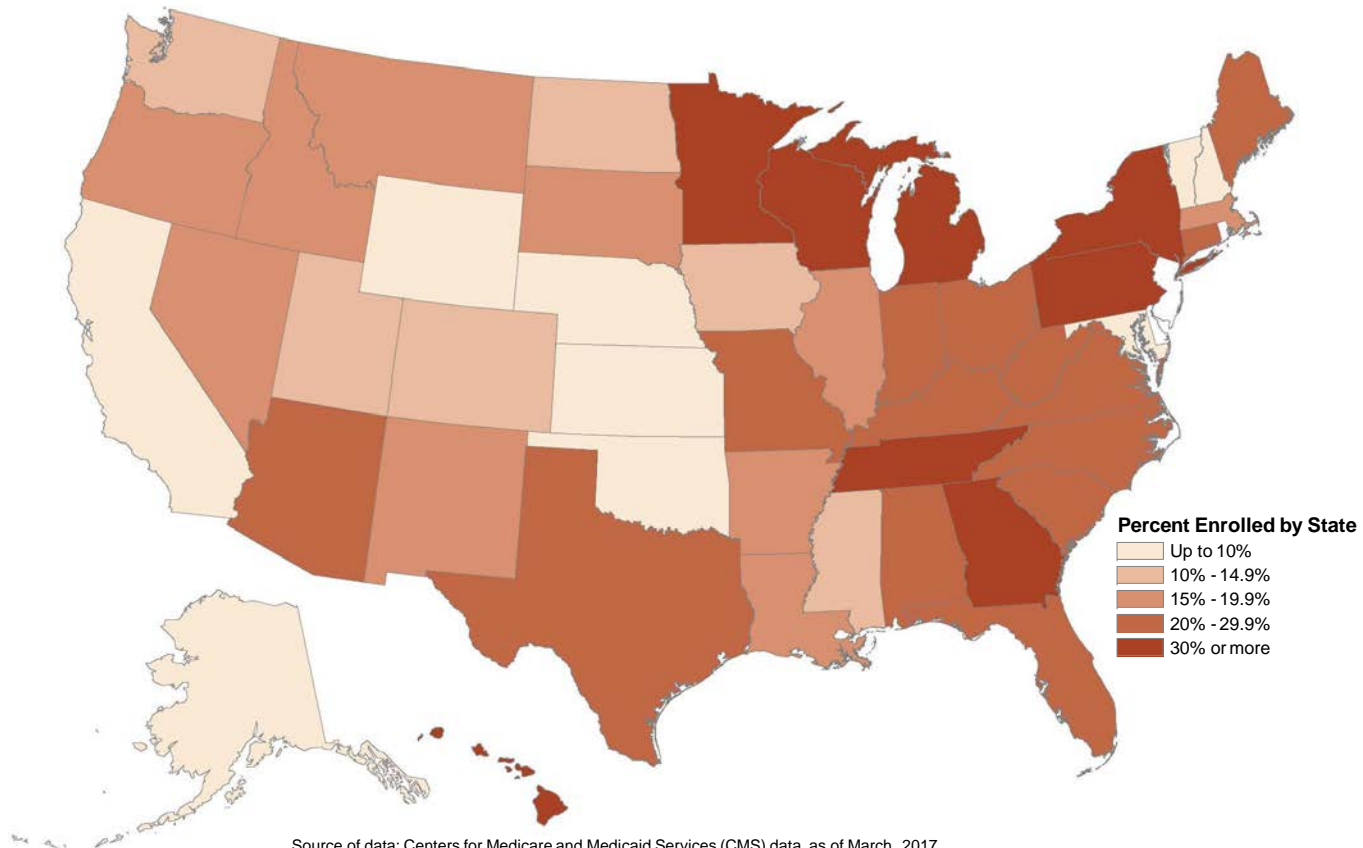 Percent Enrolled by State
Up to 10%
10% - 14.9%
15% - 19.9%
20% - 29.9%
30% or more
Source of data: Centers for Medicare and Medicaid Services (CMS) data, as of March, 2017